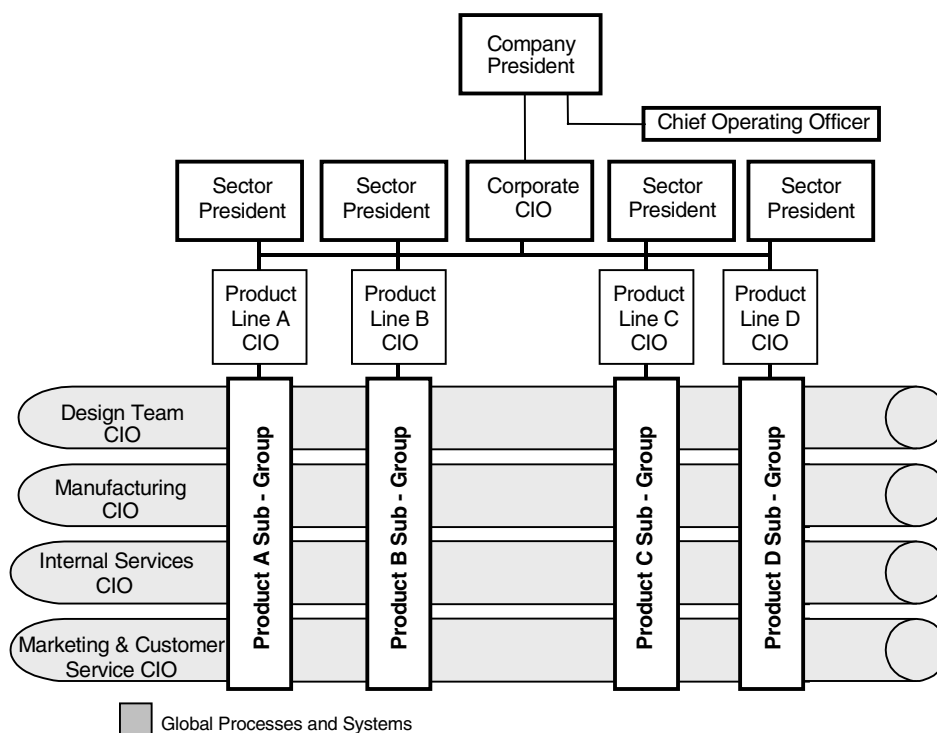 Company
President
Chief Operating Officer
Sector
President
Sector
President
Corporate
CIO
Sector
President
Sector
President
Product
Line A
CIO
Product
Line B
CIO
Product
Line C
CIO
Product
Line D
CIO
Design Team
CIO
Manufacturing
CIO
Internal Services
CIO
Marketing & Customer
Service CIO
Product A Sub - Group
Product B Sub - Group
Product C Sub - Group
Product D Sub - Group
Global Processes and Systems